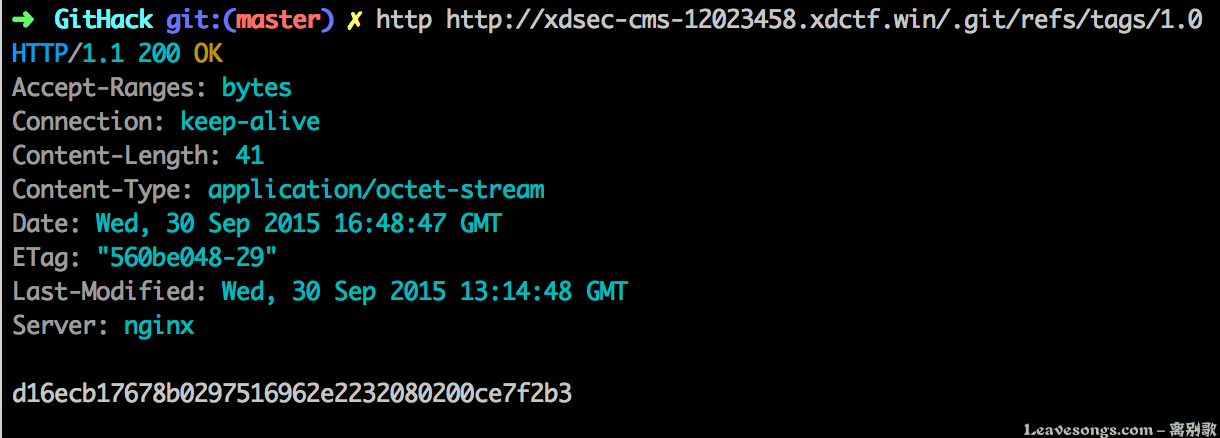 ➜ GitHack git:(master) ✗ http http://xdsec-cms-12023458.xdctf.win/.git/refs/tags/1.0
HTTP/1.1 200 OK
Accept-Ranges: bytes
Connection: keep-alive
Content-Length: 41
Content-Type: application/octet-stream
Date: Wed, 30 Sep 2015 16:48:47 GMT
ETag: "560be048-29"
Last-Modified: Wed, 30 Sep 2015 13:14:48 GMT
Server: nginx
d16ecb17678b0297516962e2232080200ce7f2b3
Leavesongs.com – 离别歌